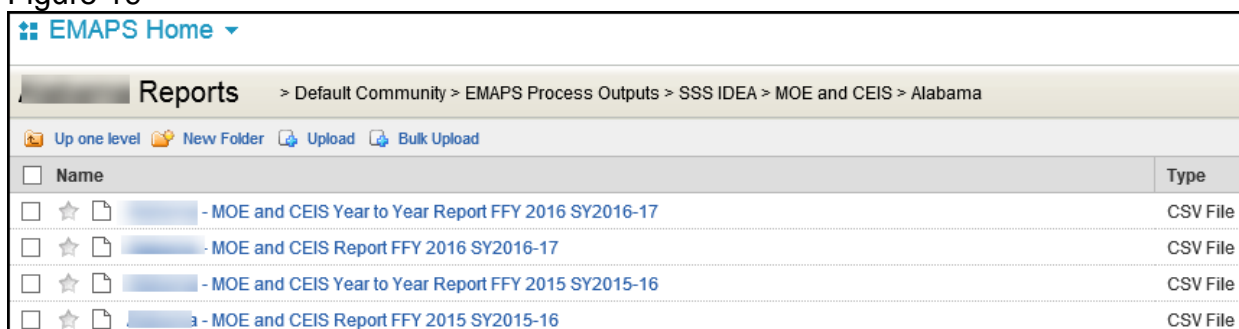 EMAPS Home
Reports > Default Community > EMAPS Process Outputs > SSS IDEA > MOE and CEIS > Alabama
Up one level New Folder Upload Bulk Upload
Name Type
- MOE and CEIS Year to Year Report FFY 2016 SY2016-17 CSV File
- MOE and CEIS Report FFY 2016 SY2016-17 CSV File
- MOE and CEIS Year to Year Report FFY 2015 SY2015-16 CSV File
- MOE and CEIS Report FFY 2015 SY2015-16 CSV File